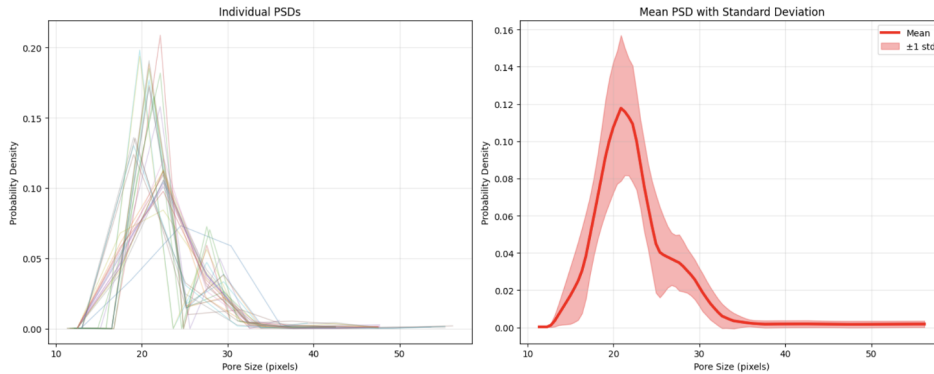 Individual PSDs
0.20
0.15
0.10
0.05
0.00
Probability Density
10 20 30 40 50
Pore Size (pixels)
Mean PSD with Standard Deviation
Mean
±1 std
0.16
0.14
0.12
0.10
0.08
0.06
0.04
0.02
0.00
Probability Density
10 20 30 40 50
Pore Size (pixels)